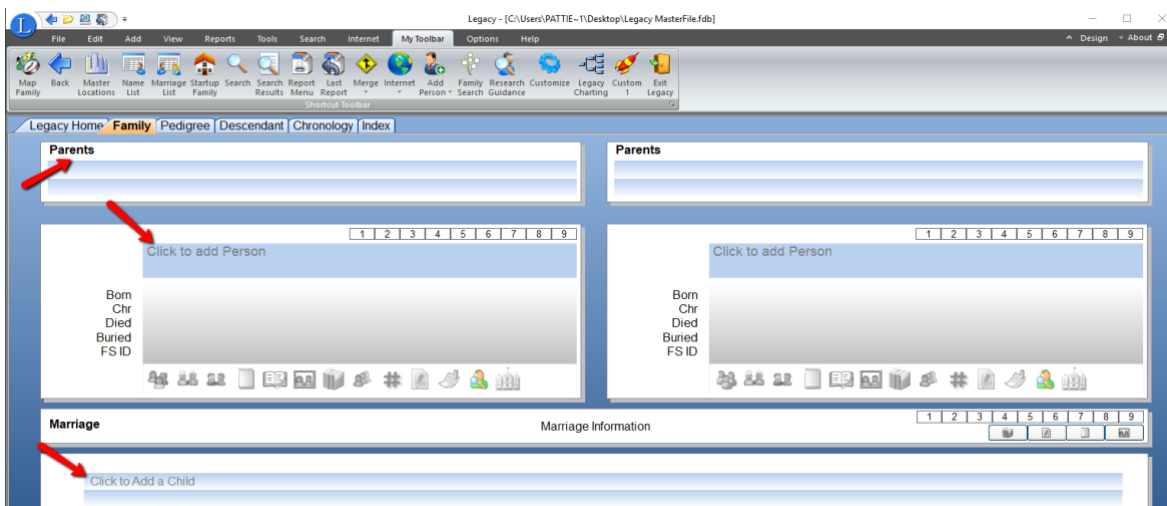 Legacy - [C:\Users\PATTIE~1\Desktop\Legacy MasterFile.fdb]
File Edit Add View Reports Tools Search Internet My Toolbar Options Help Design About
Map Family Back Master Locations Name List Marriage List Startup Family Search Search Results Report Menu Last Report Merge Internet Add Person Family Search Research Guidance Customize Legacy Charting Custom 1 Exit Legacy
Shortcut Toolbar
Legacy Home Family Pedigree Descendant Chronology Index
Parents Parents
1 2 3 4 5 6 7 8 9 1 2 3 4 5 6 7 8 9
Click to add Person Click to add Person
Born Born
Chr Chr
Died Died
Buried Buried
FS ID FS ID
1 2 3 4 5 6 7 8 9
Marriage Marriage Information
Click to Add a Child